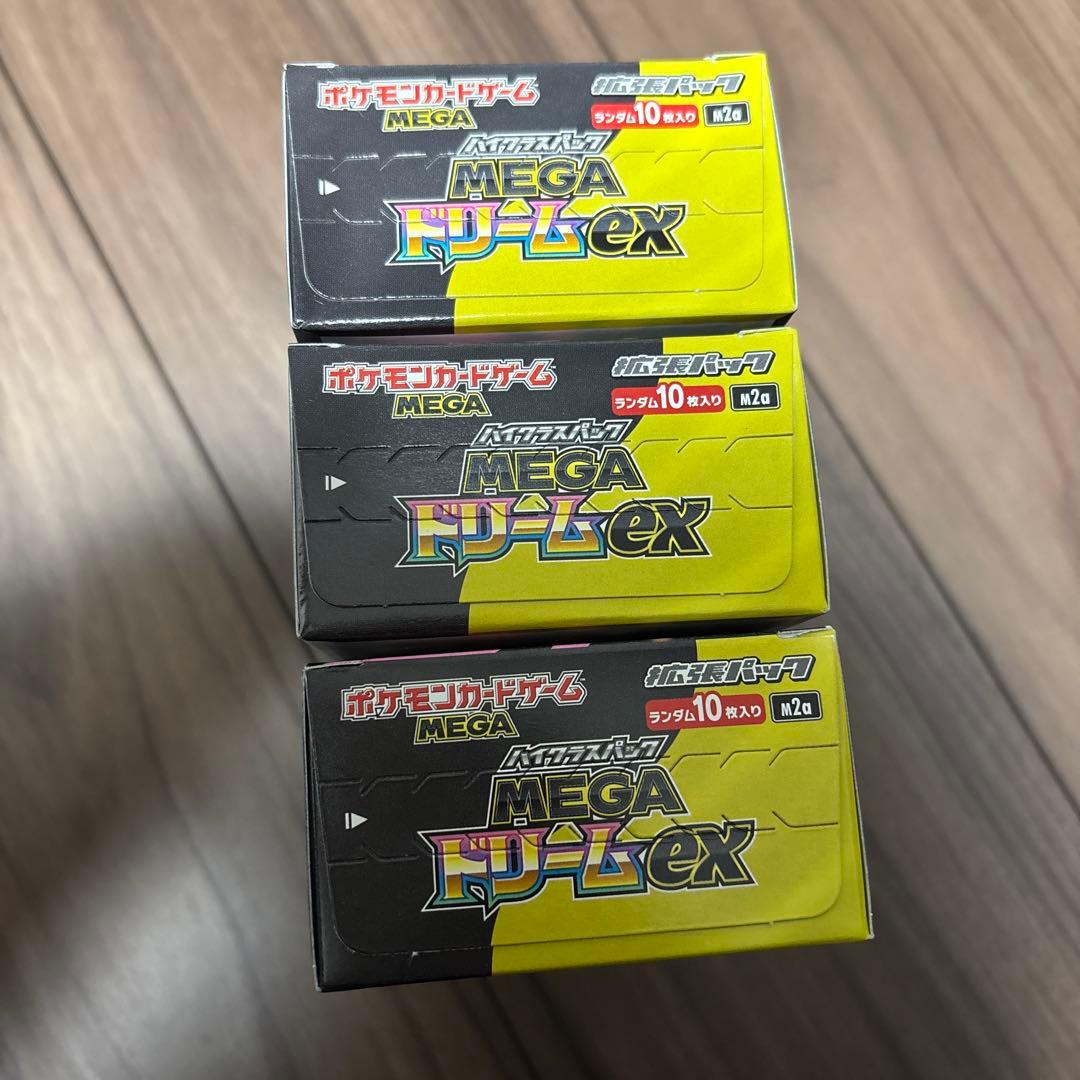 ポケモンカードゲーム
MEGA
拡張パック
ランダム10枚入り
M2a
ハイクラスパック
MEGA
ドリームex
ポケモンカードゲーム
MEGA
拡張パック
ランダム10枚入り
M2a
ハイクラスパック
MEGA
ドリームex
ポケモンカードゲーム
MEGA
拡張パック
ランダム10枚入り
M2a
ハイクラスパック
MEGA
ドリームex